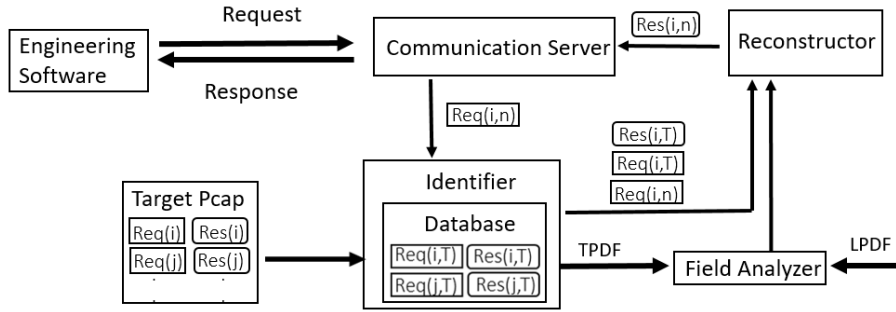 Request
Engineering
Software
Response
Communication Server
Res(i,n)
Reconstructor
Req(i,n)
Res(i,T)
Req(i,T)
Req(i,n)
Target Pcap
Req(i) Res(i)
Req(j) Res(j)
. .
. .
Identifier
Database
Req(i,T) Res(i,T)
Req(j,T) Res(j,T)
TPDF
Field Analyzer
LPDF